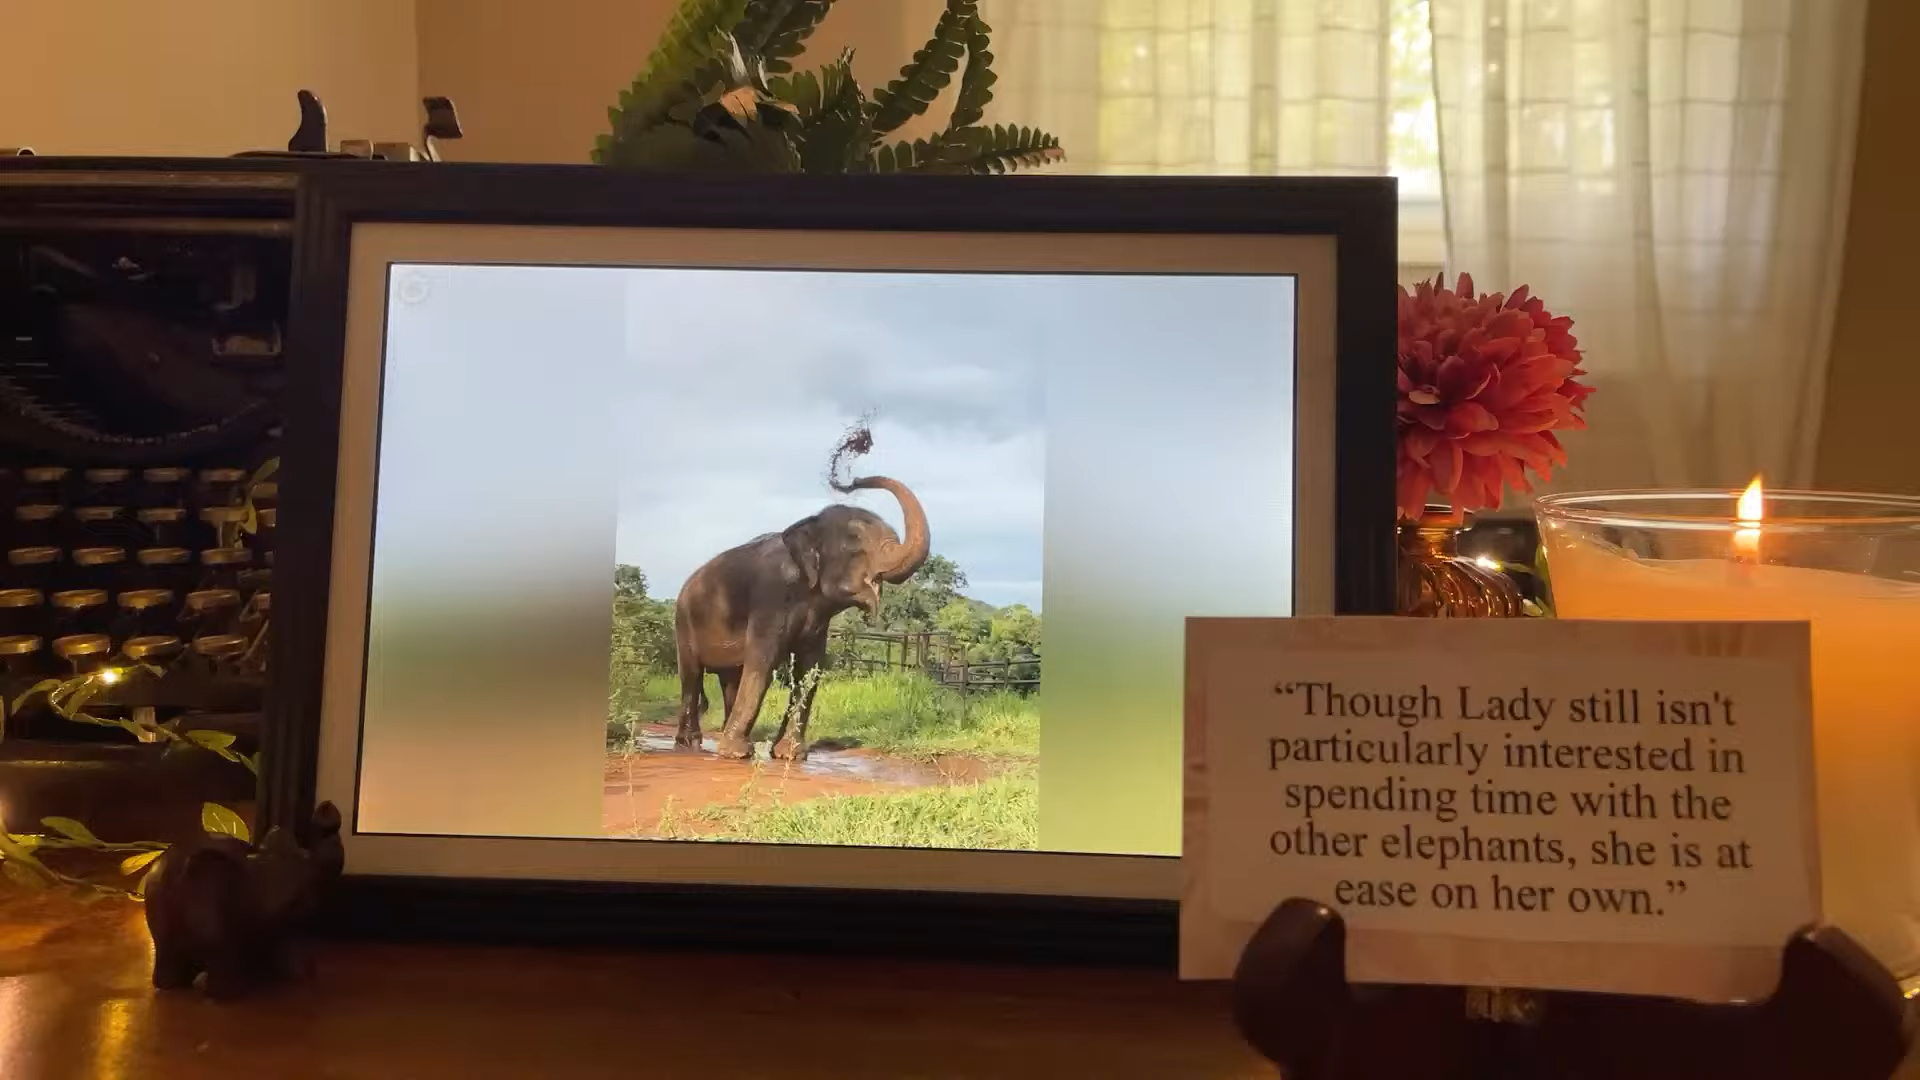 “Though Lady still isn't
particularly interested in
spending time with the
other elephants, she is at
ease on her own.”